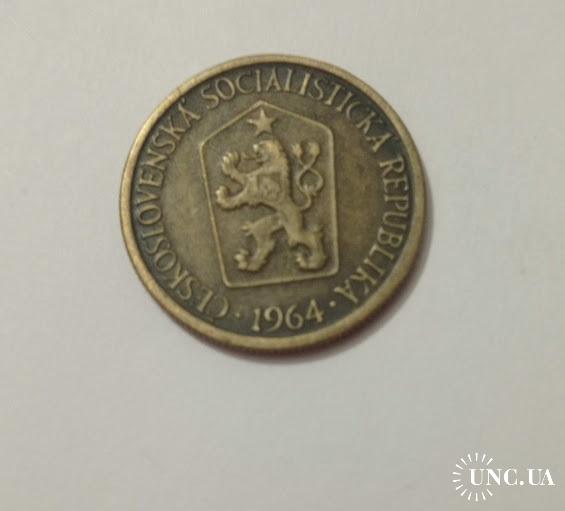 ČESKOSLOVENSKÁ SOCIALISTICKÁ REPUBLIKA
· 1964 ·
UNC.UA